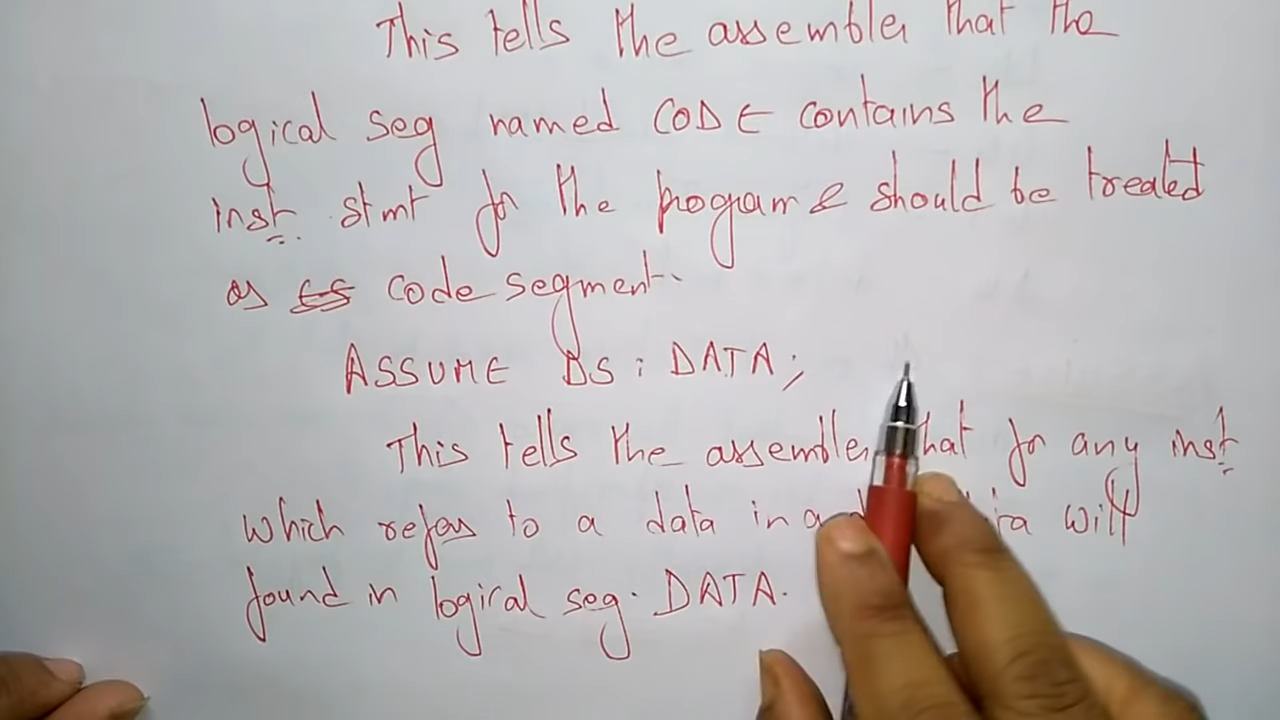 This tells the assembler that the
logical seg named CODE contains the
inst stmt for the program & should be treated
as code segment.
ASSUME DS : DATA ;
This tells the assembler that for any inst
which refers to a data in a will
found in logical seg. DATA.